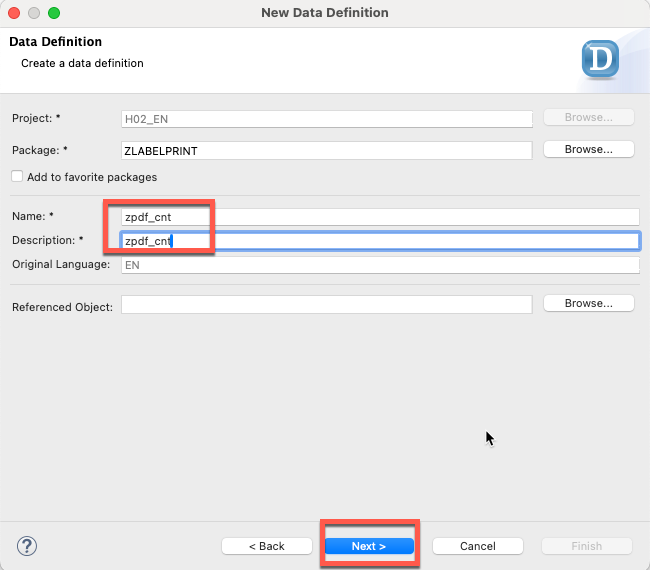 New Data Definition
Data Definition
Create a data definition
D
Project: * H02_EN Browse...
Package: * ZLABELPRINT Browse...
Add to favorite packages
Name: * zpdf_cnt
Description: * zpdf_cnt
Original Language: EN
Referenced Object: Browse...
? < Back Next > Cancel Finish